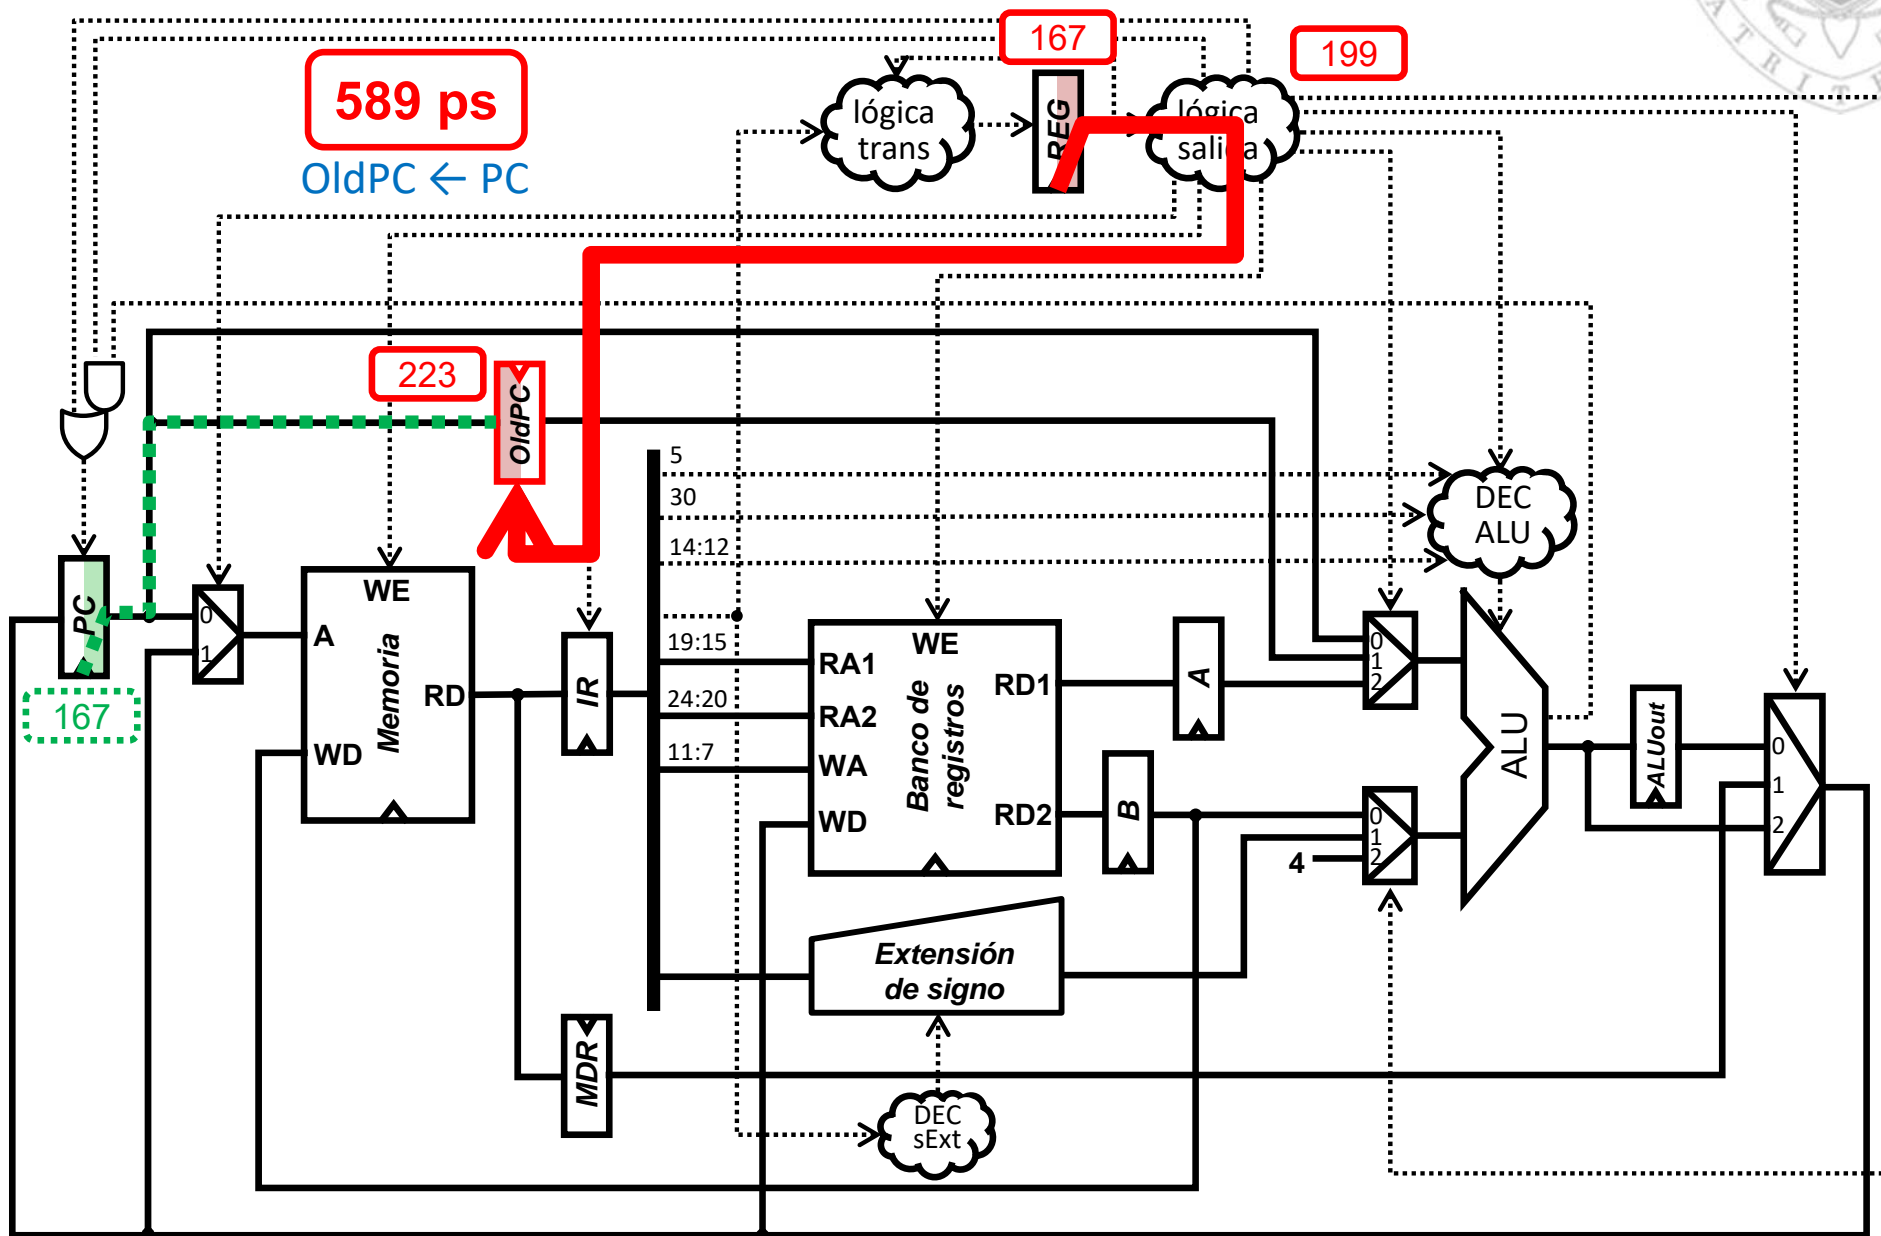 167
199
589 ps
OldPC ← PC
lógica
trans
REG
lógica
salida
223
OldPC
5
30
14:12
DEC
ALU
PC
0
1
167
WE
A
Memoria
RD
WD
IR
19:15
24:20
11:7
WE
RA1
RA2
WA
WD
Banco de
registros
RD1
RD2
A
B
0
1
2
0
1
2
4
ALU
ALUout
0
1
2
Extensión
de signo
MDR
DEC
sExt
A T R I T